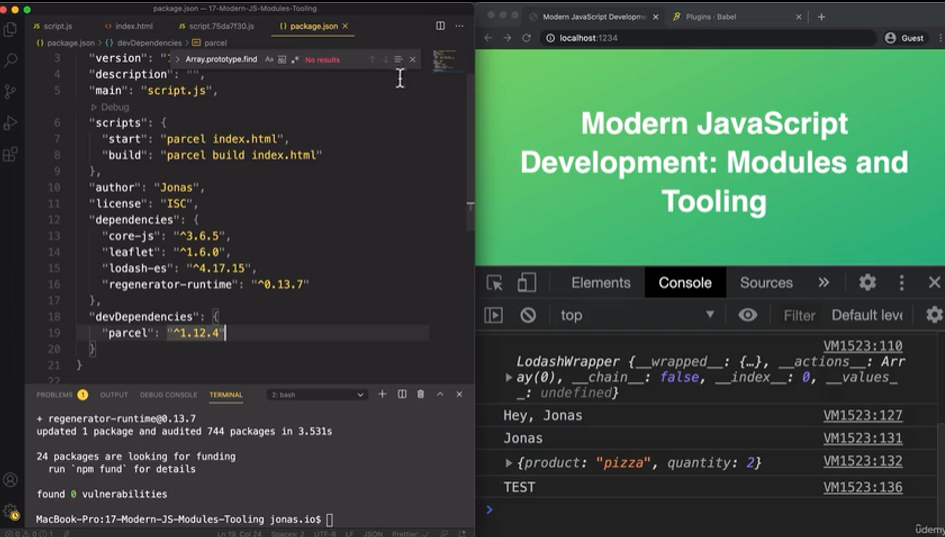 package.json — 17-Modern-JS-Modules-Tooling
script.js
index.html
script.75da7f30.js
package.json ×
package.json > devDependencies > parcel
Array.prototype.find Aa No results
3 "version":
4 "description": "",
5 "main": "script.js",
Debug
6 "scripts": {
7 "start": "parcel index.html",
8 "build": "parcel build index.html"
9 },
10 "author": "Jonas",
11 "license": "ISC",
12 "dependencies": {
13 "core-js": "^3.6.5",
14 "leaflet": "^1.6.0",
15 "lodash-es": "^4.17.15",
16 "regenerator-runtime": "^0.13.7"
17 },
18 "devDependencies": {
19 "parcel": "^1.12.4"
20 }
21 }
22
PROBLEMS 1 OUTPUT DEBUG CONSOLE TERMINAL 2: bash
+ regenerator-runtime@0.13.7
updated 1 package and audited 744 packages in 3.531s
24 packages are looking for funding
run `npm fund` for details
found 0 vulnerabilities
MacBook-Pro:17-Modern-JS-Modules-Tooling jonas.io$
0 0 1 Ln 19, Col 24 Spaces: 2 UTF-8 LF JSON Prettier
Modern JavaScript Developm
Plugins · Babel
localhost:1234
Guest
Modern JavaScript
Development: Modules and
Tooling
Elements Console Sources »
top Filter Default leve
VM1523:110
LodashWrapper {__wrapped__: {…}, __actions__: Arr
ay(0), __chain__: false, __index__: 0, __values_
_: undefined}
Hey, Jonas VM1523:127
Jonas VM1523:131
{product: "pizza", quantity: 2} VM1523:132
TEST VM1523:136
>
ûdemy